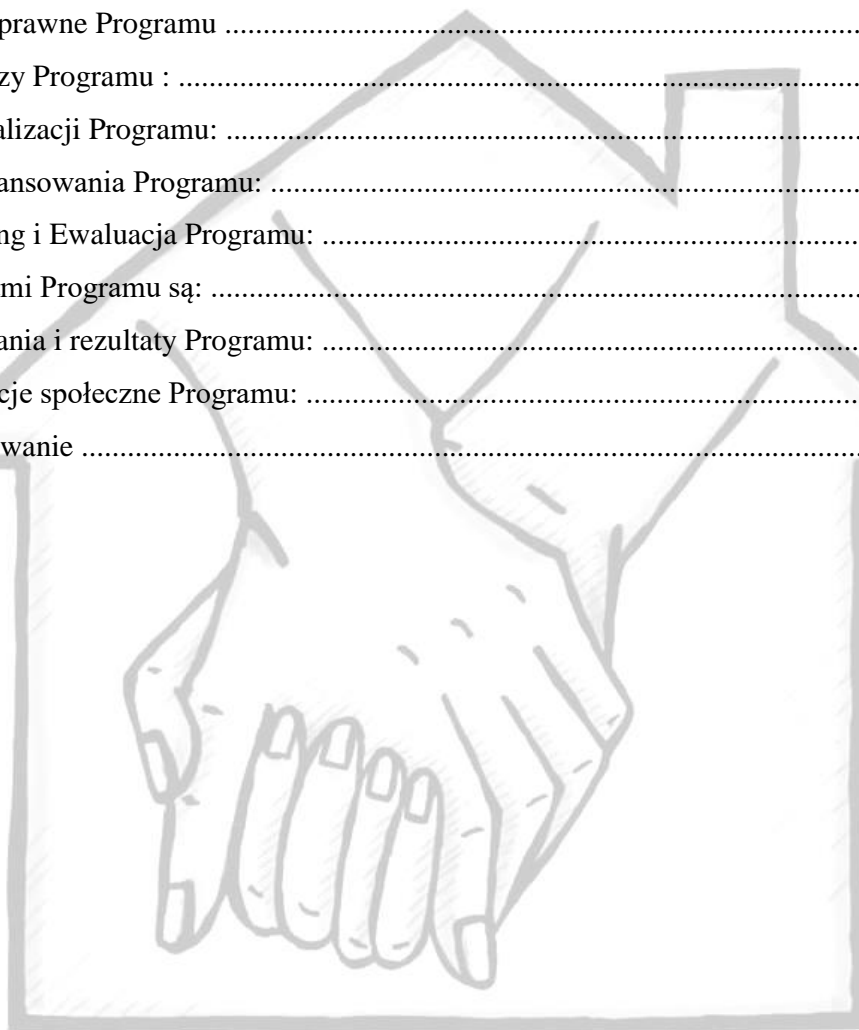 prawne Programu ................................................................................
zy Programu : ................................................................................
alizacji Programu: ................................................................................
ansowania Programu: ................................................................................
ng i Ewaluacja Programu: ................................................................................
mi Programu są: ................................................................................
ania i rezultaty Programu: ................................................................................
cje społeczne Programu: ................................................................................
wanie ................................................................................